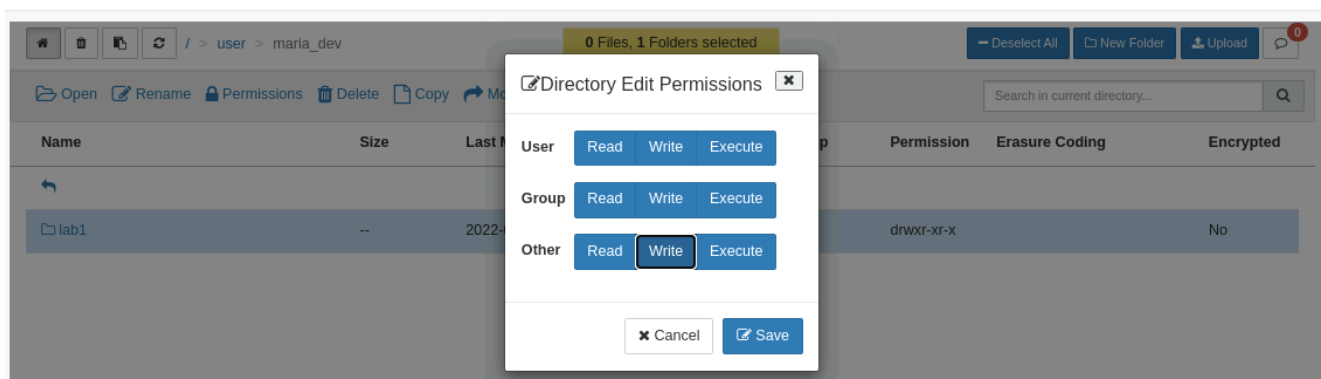 / > user > maria_dev 0 Files, 1 Folders selected Deselect All New Folder Upload 0
Open Rename Permissions Delete Copy Search in current directory...
Directory Edit Permissions
Name Size Permission Erasure Coding Encrypted
User Read Write Execute
Group Read Write Execute
lab1 -- drwxr-xr-x No
Other Read Write Execute
Cancel Save